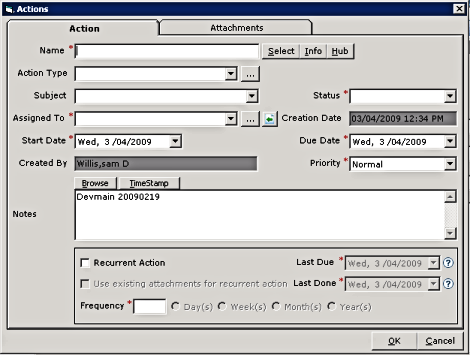 Actions
Action Attachments
Name * Select Info Hub
Action Type * ...
Subject Status *
Assigned To * ... Creation Date 03/04/2009 12:34 PM
Start Date * Wed, 3 /04/2009 Due Date * Wed, 3 /04/2009
Created By Willis,sam D Priority * Normal
Browse TimeStamp
Notes Devmain 20090219
Recurrent Action Last Due * Wed, 3 /04/2009 ?
Use existing attachments for recurrent action Last Done * Wed, 3 /04/2009 ?
Frequency * Day(s) Week(s) Month(s) Year(s)
OK Cancel